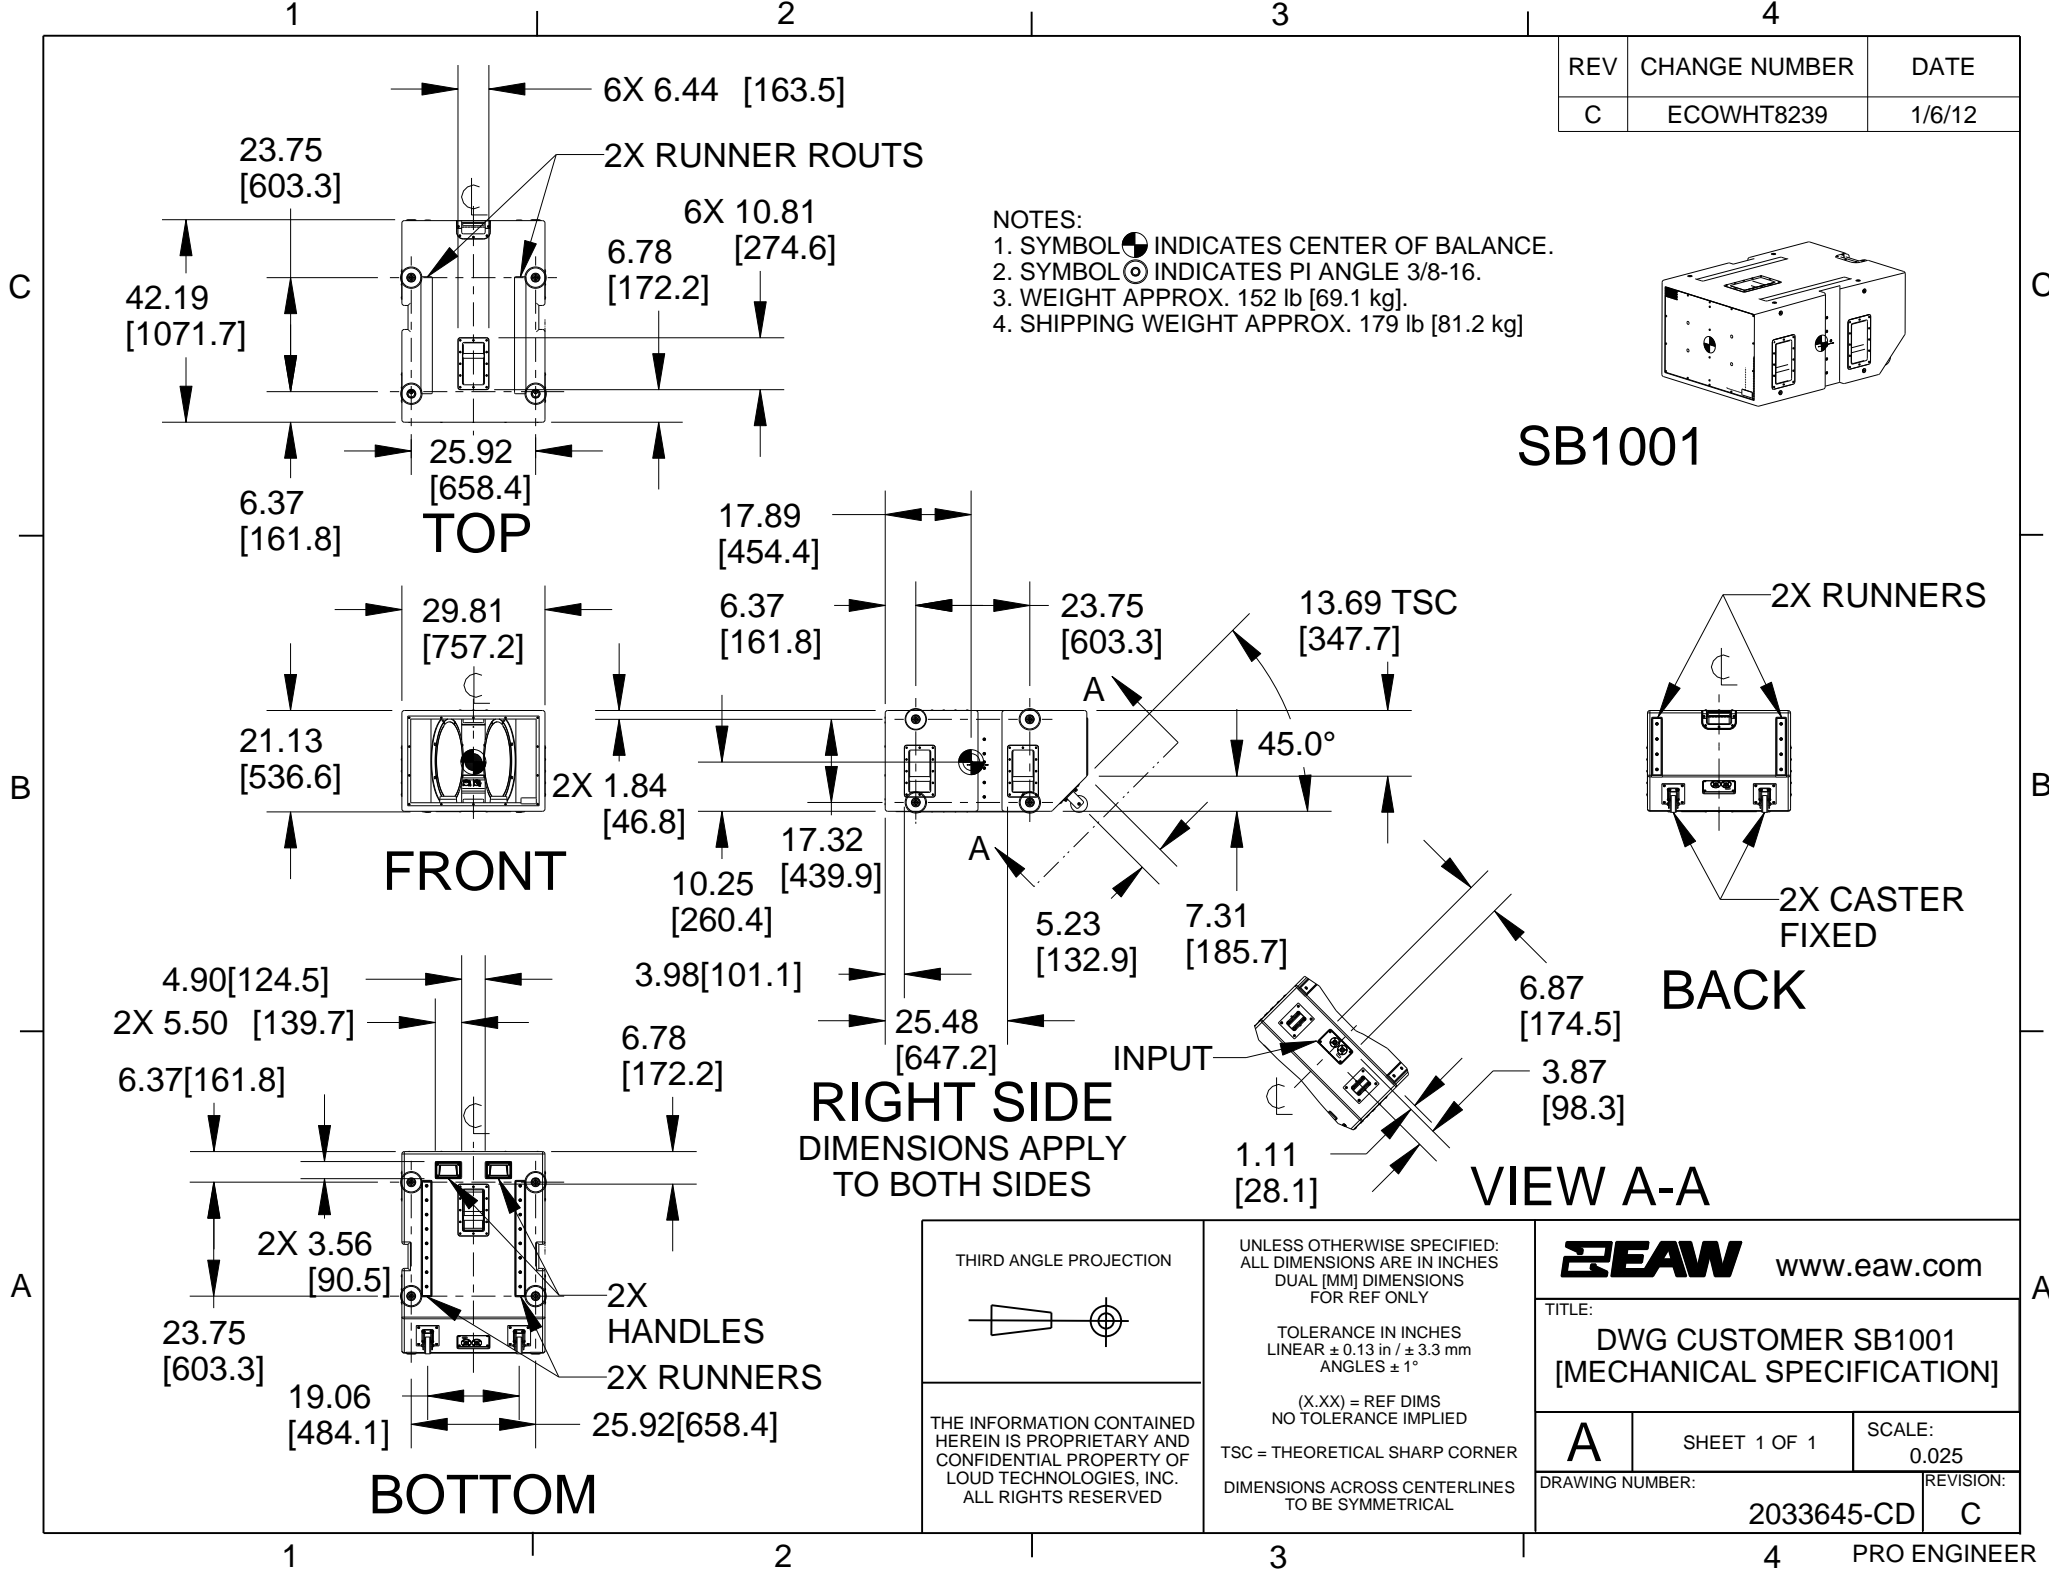 1 2 3 4
REV CHANGE NUMBER DATE
C ECOWHT8239 1/6/12
6X 6.44 [163.5]
23.75
[603.3]
2X RUNNER ROUTS
6X 10.81
[274.6]
6.78
[172.2]
42.19
[1071.7]
25.92
[658.4]
6.37
[161.8]
TOP
NOTES:
1. SYMBOL INDICATES CENTER OF BALANCE.
2. SYMBOL INDICATES PI ANGLE 3/8-16.
3. WEIGHT APPROX. 152 lb [69.1 kg].
4. SHIPPING WEIGHT APPROX. 179 lb [81.2 kg]
SB1001
C C
29.81
[757.2]
21.13
[536.6]
FRONT
17.89
[454.4]
6.37
[161.8]
23.75
[603.3]
13.69 TSC
[347.7]
A
45.0°
2X 1.84
[46.8]
17.32
[439.9]
10.25
[260.4]
A
5.23
[132.9]
7.31
[185.7]
3.98[101.1]
25.48
[647.2]
RIGHT SIDE
DIMENSIONS APPLY
TO BOTH SIDES
2X RUNNERS
2X CASTER
FIXED
BACK
B B
6.87
[174.5]
INPUT
3.87
[98.3]
1.11
[28.1]
VIEW A-A
4.90[124.5]
2X 5.50 [139.7]
6.37[161.8]
6.78
[172.2]
2X 3.56
[90.5]
23.75
[603.3]
2X
HANDLES
2X RUNNERS
19.06
[484.1]
25.92[658.4]
BOTTOM
A A
THIRD ANGLE PROJECTION
THE INFORMATION CONTAINED
HEREIN IS PROPRIETARY AND
CONFIDENTIAL PROPERTY OF
LOUD TECHNOLOGIES, INC.
ALL RIGHTS RESERVED
UNLESS OTHERWISE SPECIFIED:
ALL DIMENSIONS ARE IN INCHES
DUAL [MM] DIMENSIONS
FOR REF ONLY
TOLERANCE IN INCHES
LINEAR ± 0.13 in / ± 3.3 mm
ANGLES ± 1°
(X.XX) = REF DIMS
NO TOLERANCE IMPLIED
TSC = THEORETICAL SHARP CORNER
DIMENSIONS ACROSS CENTERLINES
TO BE SYMMETRICAL
EAW www.eaw.com
TITLE:
DWG CUSTOMER SB1001
[MECHANICAL SPECIFICATION]
A SHEET 1 OF 1 SCALE:
0.025
DRAWING NUMBER: REVISION:
2033645-CD C
1 2 3 4
PRO ENGINEER